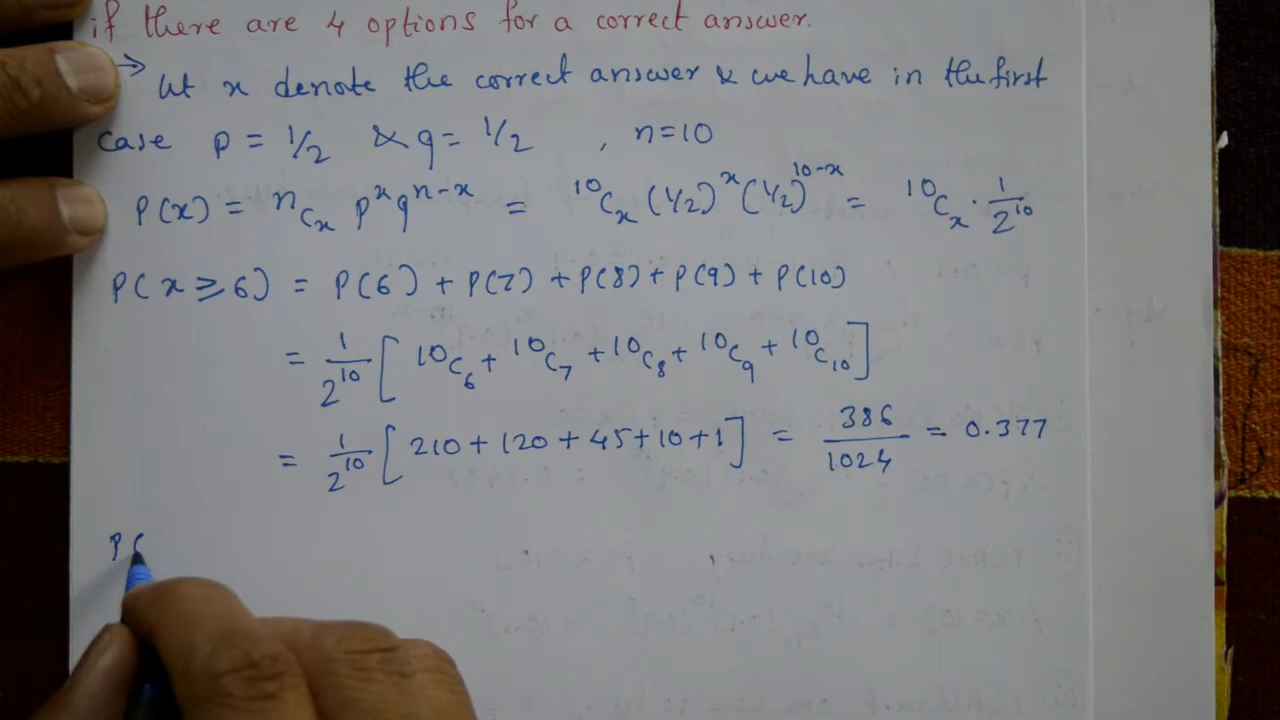 if there are 4 options for a correct answer.
→ Let x denote the correct answer & we have in the first
case p = 1/2 & q = 1/2 , n=10
P(x) = nCx p^x q^n-x = 10Cx (1/2)^x (1/2)^10-x = 10Cx . 1/2^10
P(x ≥ 6) = P(6) + P(7) + P(8) + P(9) + P(10)
= 1/2^10 [ 10C6 + 10C7 + 10C8 + 10C9 + 10C10 ]
= 1/2^10 [ 210 + 120 + 45 + 10 + 1 ] = 386/1024 = 0.377
P(